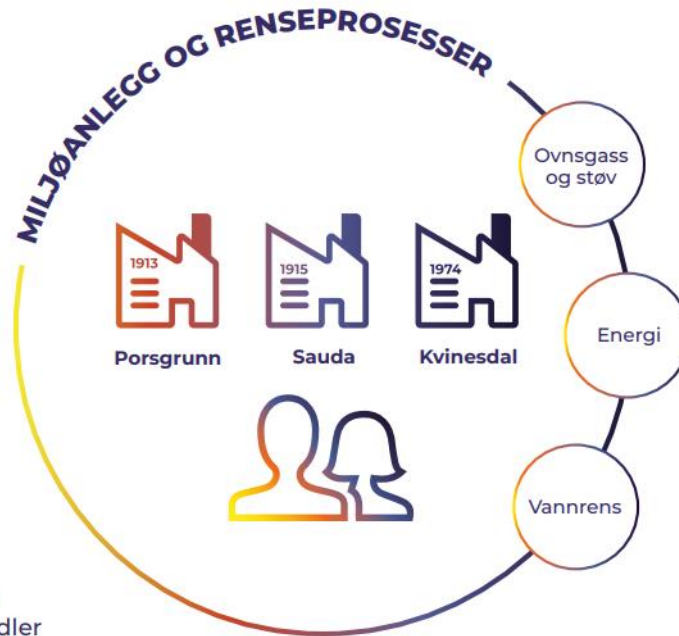 MILJØANLEGG OG RENSEPROSESSER
Ovnsgass
og støv
1913
1915
1974
Porsgrunn
Sauda
Kvinesdal
Energi
Vannrens